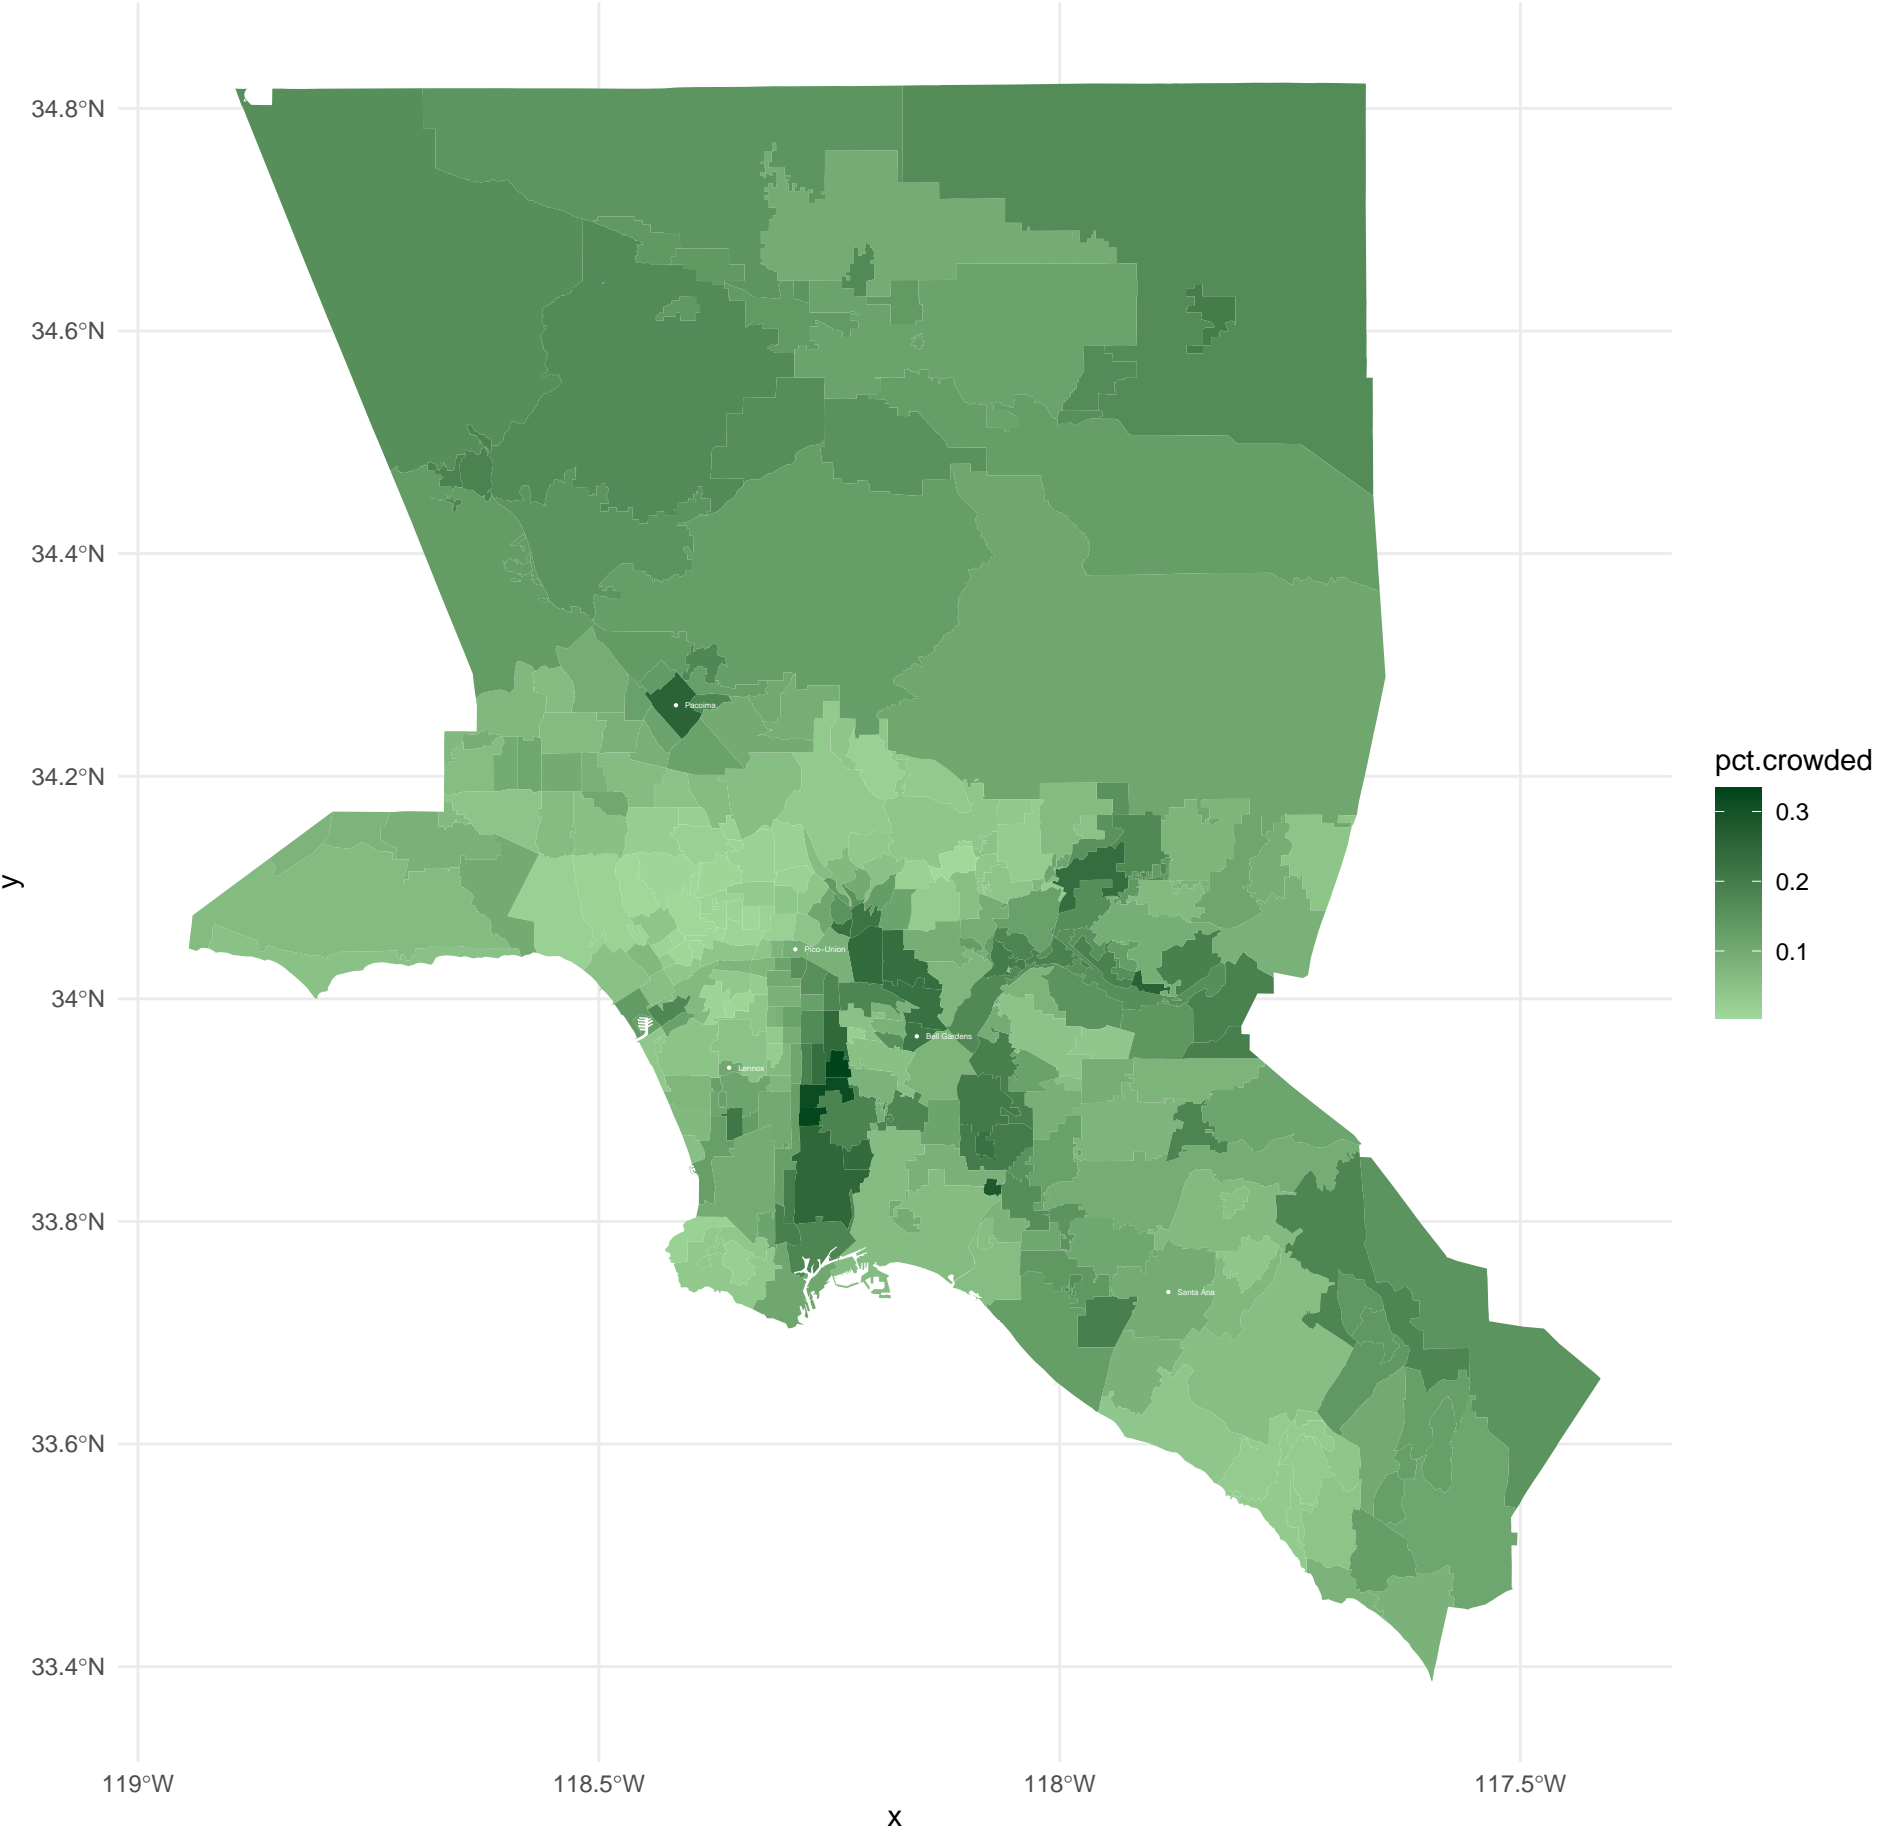 34.8°N
34.6°N
34.4°N
34.2°N
34°N
33.8°N
33.6°N
33.4°N
y
Pacoima
Pico-Union
Bell Gardens
Lennox
Santa Ana
119°W
118.5°W
118°W
117.5°W
x
pct.crowded
0.3
0.2
0.1